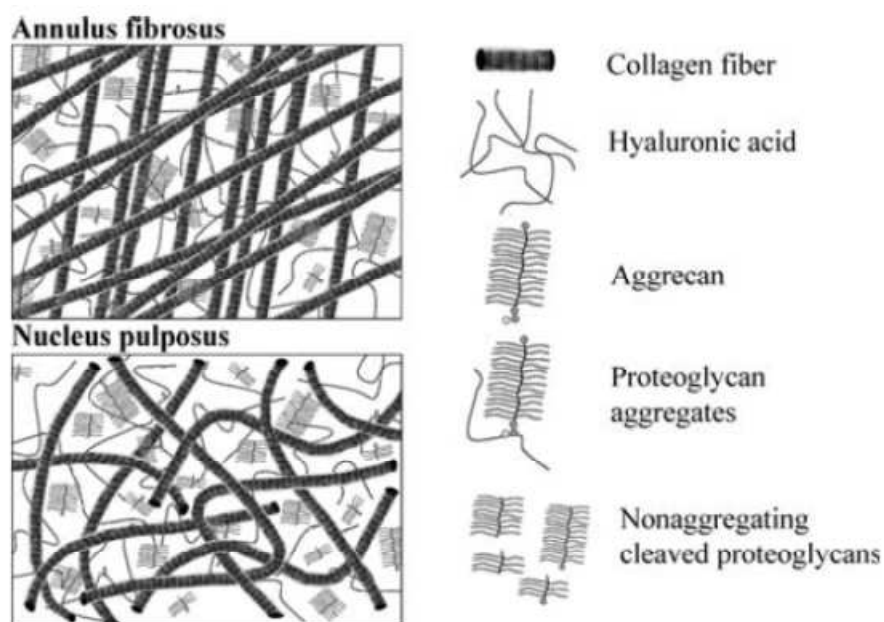 Annulus fibrosus
Nucleus pulposus
Collagen fiber
Hyaluronic acid
Aggrecan
Proteoglycan
aggregates
Nonaggregating
cleaved proteoglycans